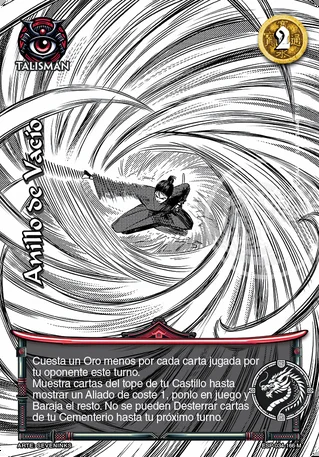 TALISMAN
2
Anillo de Vacío
Cuesta un Oro menos por cada carta jugada por
tu oponente este turno.
Muestra cartas del tope de tu Castillo hasta
mostrar un Aliado de coste 1, ponlo en juego y
Baraja el resto. No se pueden Desterrar cartas
de tu Cementerio hasta tu próximo turno.
ARTE: SEVENINKS